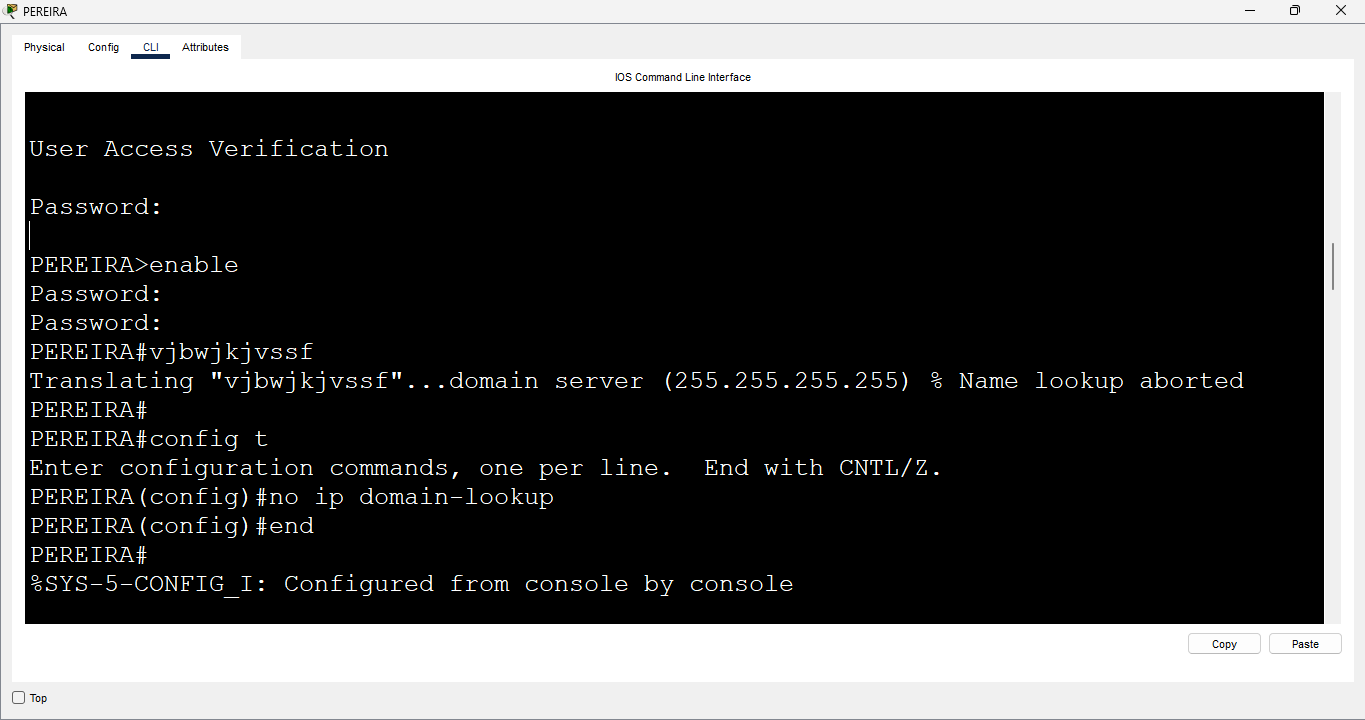 PEREIRA
Physical Config CLI Attributes
IOS Command Line Interface
User Access Verification
Password:
PEREIRA>enable
Password:
Password:
PEREIRA#vjbwjkjvssf
Translating "vjbwjkjvssf"...domain server (255.255.255.255) % Name lookup aborted
PEREIRA#
PEREIRA#config t
Enter configuration commands, one per line.  End with CNTL/Z.
PEREIRA(config)#no ip domain-lookup
PEREIRA(config)#end
PEREIRA#
%SYS-5-CONFIG_I: Configured from console by console
Copy Paste
Top